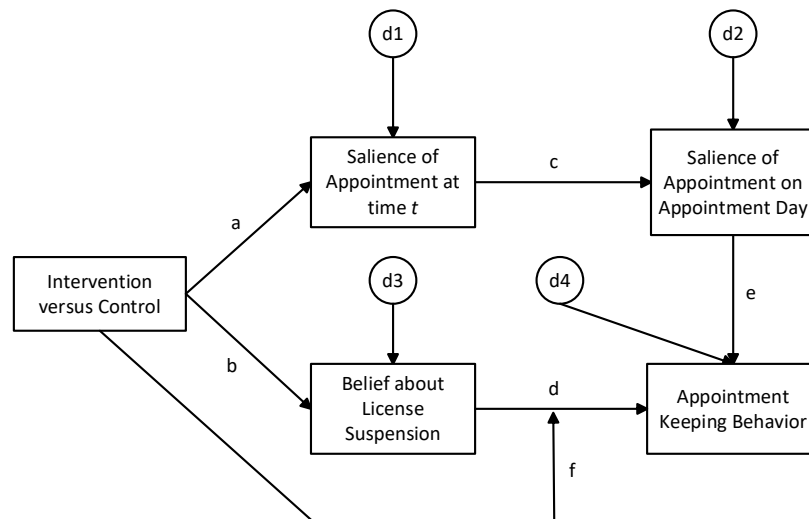 d1
d2
Salience of
Appointment at
time t
c
Salience of
Appointment on
Appointment Day
a
Intervention
versus Control
d3
d4
e
b
Belief about
License
Suspension
d
Appointment
Keeping Behavior
f